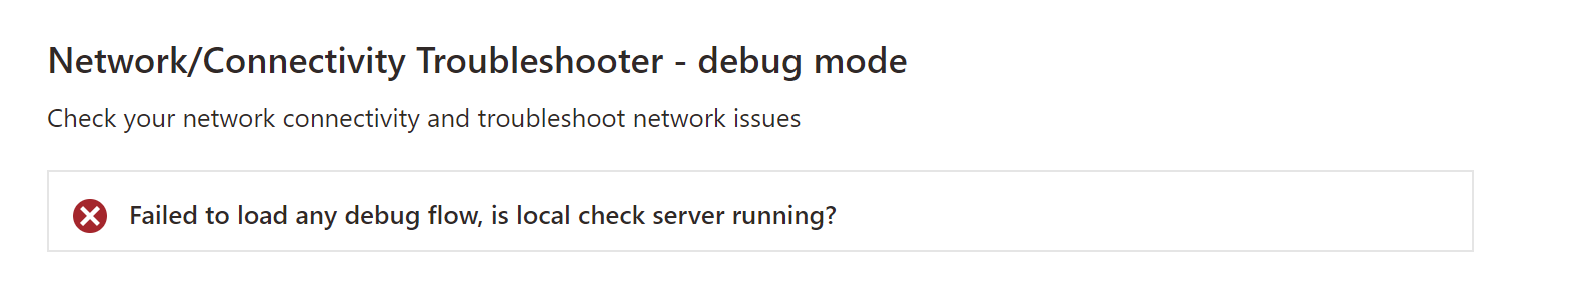 Network/Connectivity Troubleshooter - debug mode
Check your network connectivity and troubleshoot network issues
Failed to load any debug flow, is local check server running?